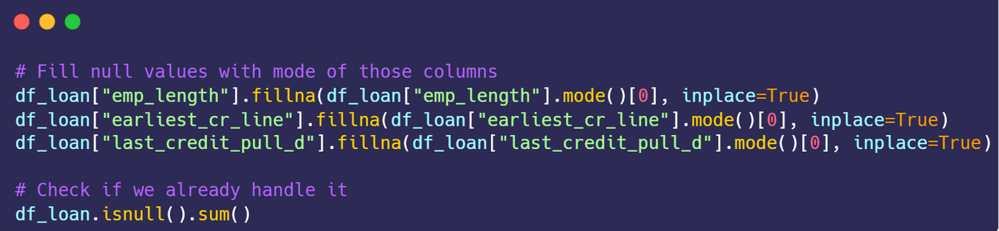 # Fill null values with mode of those columns
df_loan["emp_length"].fillna(df_loan["emp_length"].mode()[0], inplace=True)
df_loan["earliest_cr_line"].fillna(df_loan["earliest_cr_line"].mode()[0], inplace=True)
df_loan["last_credit_pull_d"].fillna(df_loan["last_credit_pull_d"].mode()[0], inplace=True)
# Check if we already handle it
df_loan.isnull().sum()